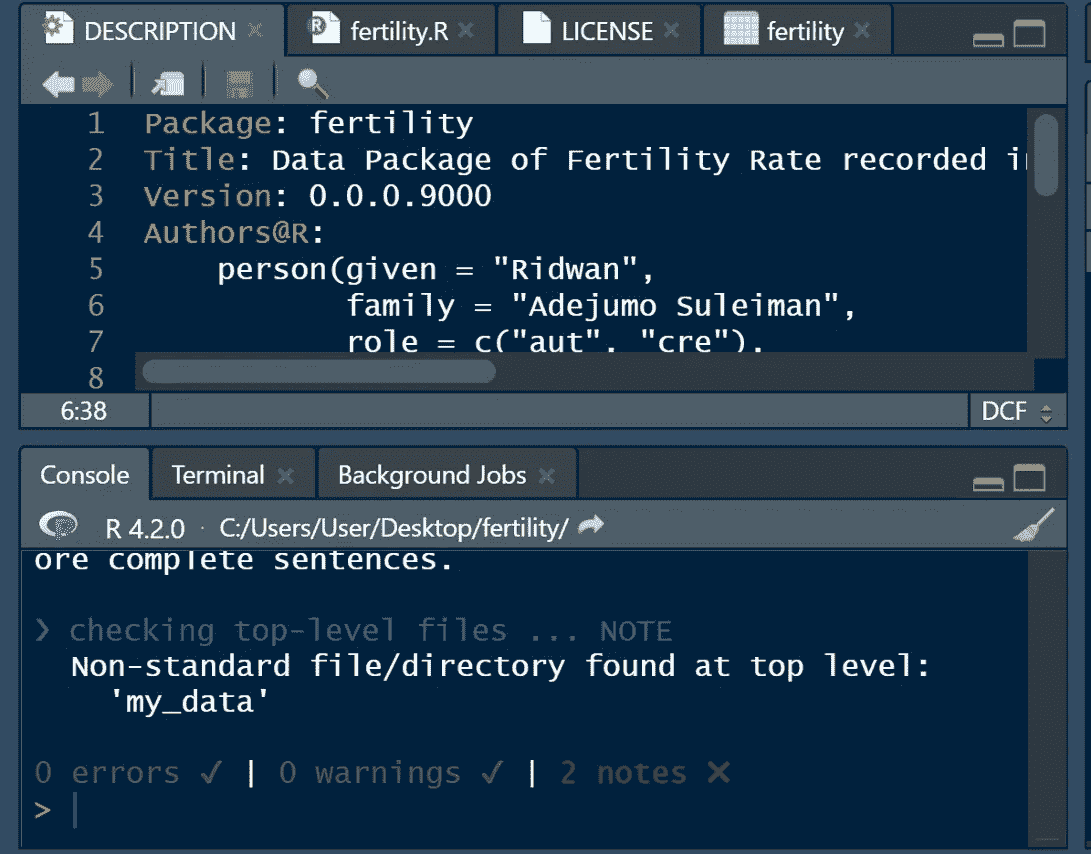 DESCRIPTION fertility.R LICENSE fertility
1 Package: fertility
2 Title: Data Package of Fertility Rate recorded
3 Version: 0.0.0.9000
4 Authors@R:
5 person(given = "Ridwan",
6 family = "Adejumo Suleiman",
7 role = c("aut", "cre"),
8
6:38 DCF
Console Terminal Background Jobs
R 4.2.0 · C:/Users/User/Desktop/fertility/
ore complete sentences.
❯ checking top-level files ... NOTE
Non-standard file/directory found at top level:
'my_data'
0 errors ✓ | 0 warnings ✓ | 2 notes ✕
>